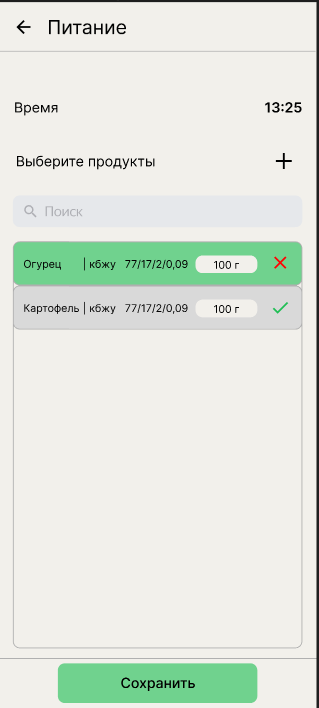 Питание
Время 13:25
Выберите продукты
Поиск
Огурец | кбжу 77/17/2/0,09 100 г
Картофель | кбжу 77/17/2/0,09 100 г
Сохранить